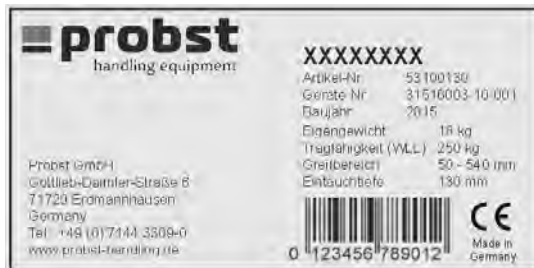 probst
handling equipment
Probst GmbH
Gottlieb-Daimler-Straße 6
71720 Erdmannhausen
Germany
Tel. +49 (0)7144 3309-0
www.probst-handling.de
XXXXXXXX
Artikel-Nr. 53100130
Geräte-Nr. 31516003-10-001
Baujahr 2015
Eigengewicht 18 kg
Tragfähigkeit (WLL) 250 kg
Greifbereich 50 - 540 mm
Eintauchtiefe 130 mm
0 123456 789012
CE
Made in
Germany